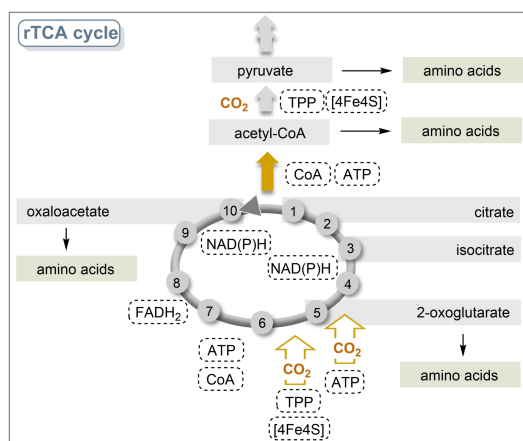 rTCA cycle
pyruvate
amino acids
CO₂
TPP
[4Fe4S]
acetyl-CoA
amino acids
CoA
ATP
oxaloacetate
10
1
citrate
2
9
NAD(P)H
3
isocitrate
amino acids
NAD(P)H
8
4
FADH₂
7
6
5
2-oxoglutarate
ATP
CO₂
CO₂
CoA
ATP
amino acids
TPP
[4Fe4S]